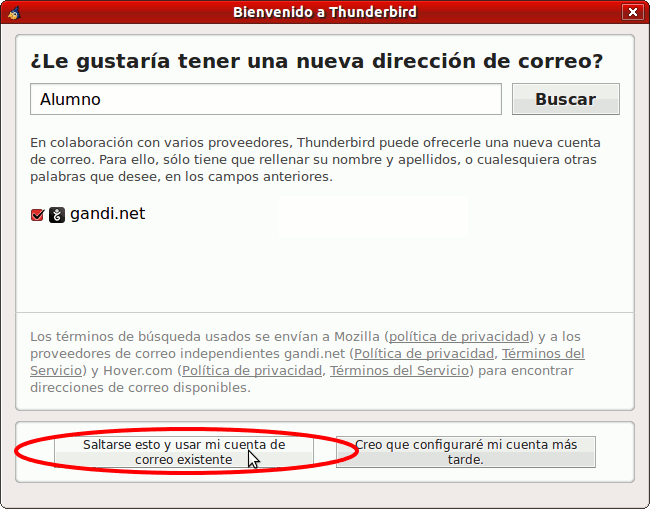 Bienvenido a Thunderbird
¿Le gustaría tener una nueva dirección de correo?
Alumno
Buscar
En colaboración con varios proveedores, Thunderbird puede ofrecerle una nueva cuenta
de correo. Para ello, sólo tiene que rellenar su nombre y apellidos, o cualesquiera otras
palabras que desee, en los campos anteriores.
gandi.net
Los términos de búsqueda usados se envían a Mozilla (política de privacidad) y a los
proveedores de correo independientes gandi.net (Política de privacidad, Términos del
Servicio) y Hover.com (Política de privacidad, Términos del Servicio) para encontrar
direcciones de correo disponibles.
Saltarse esto y usar mi cuenta de
correo existente
Creo que configuraré mi cuenta más
tarde.